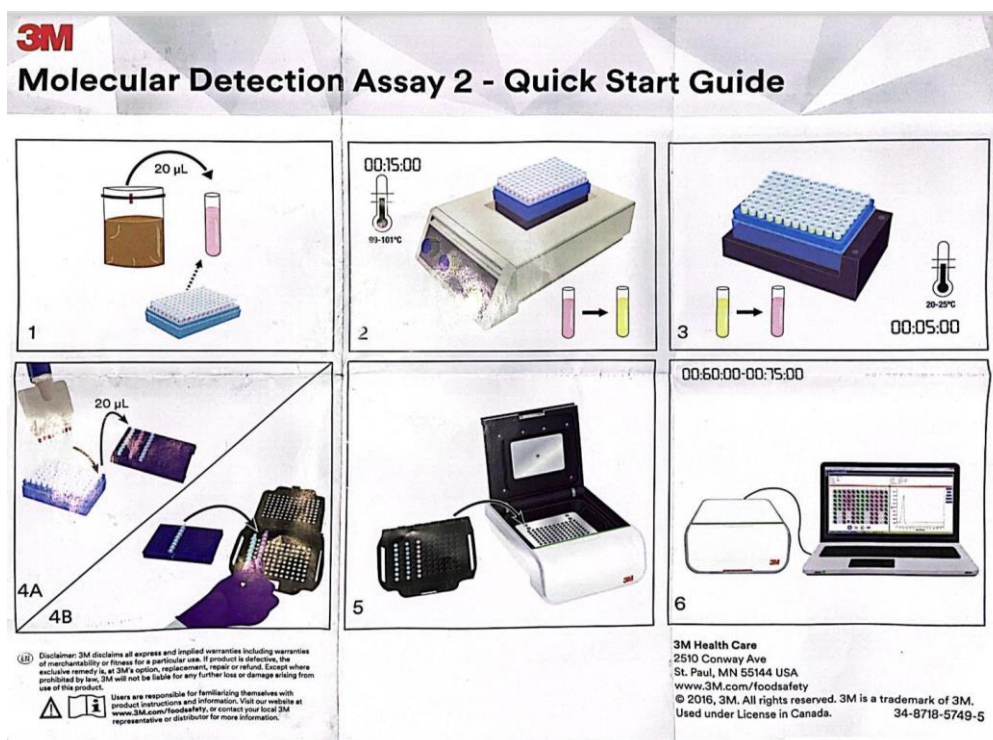 3M
Molecular Detection Assay 2 - Quick Start Guide
20 µL
1
00:15:00
99-101°C
2
20-25°C
00:05:00
3
20 µL
4A
4B
5
3M
00:60:00-00:75:00
3M
6
EN
Disclaimer: 3M disclaims all express and implied warranties including warranties
of merchantability or fitness for a particular use. If product is defective, the
exclusive remedy is, at 3M's option, replacement, repair or refund. Except where
prohibited by law, 3M will not be liable for any further loss or damage arising from
use of this product.
Users are responsible for familiarizing themselves with
product instructions and information. Visit our website at
www.3M.com/foodsafety, or contact your local 3M
representative or distributor for more information.
3M Health Care
2510 Conway Ave
St. Paul, MN 55144 USA
www.3M.com/foodsafety
© 2016, 3M. All rights reserved. 3M is a trademark of 3M.
Used under License in Canada.
34-8718-5749-5